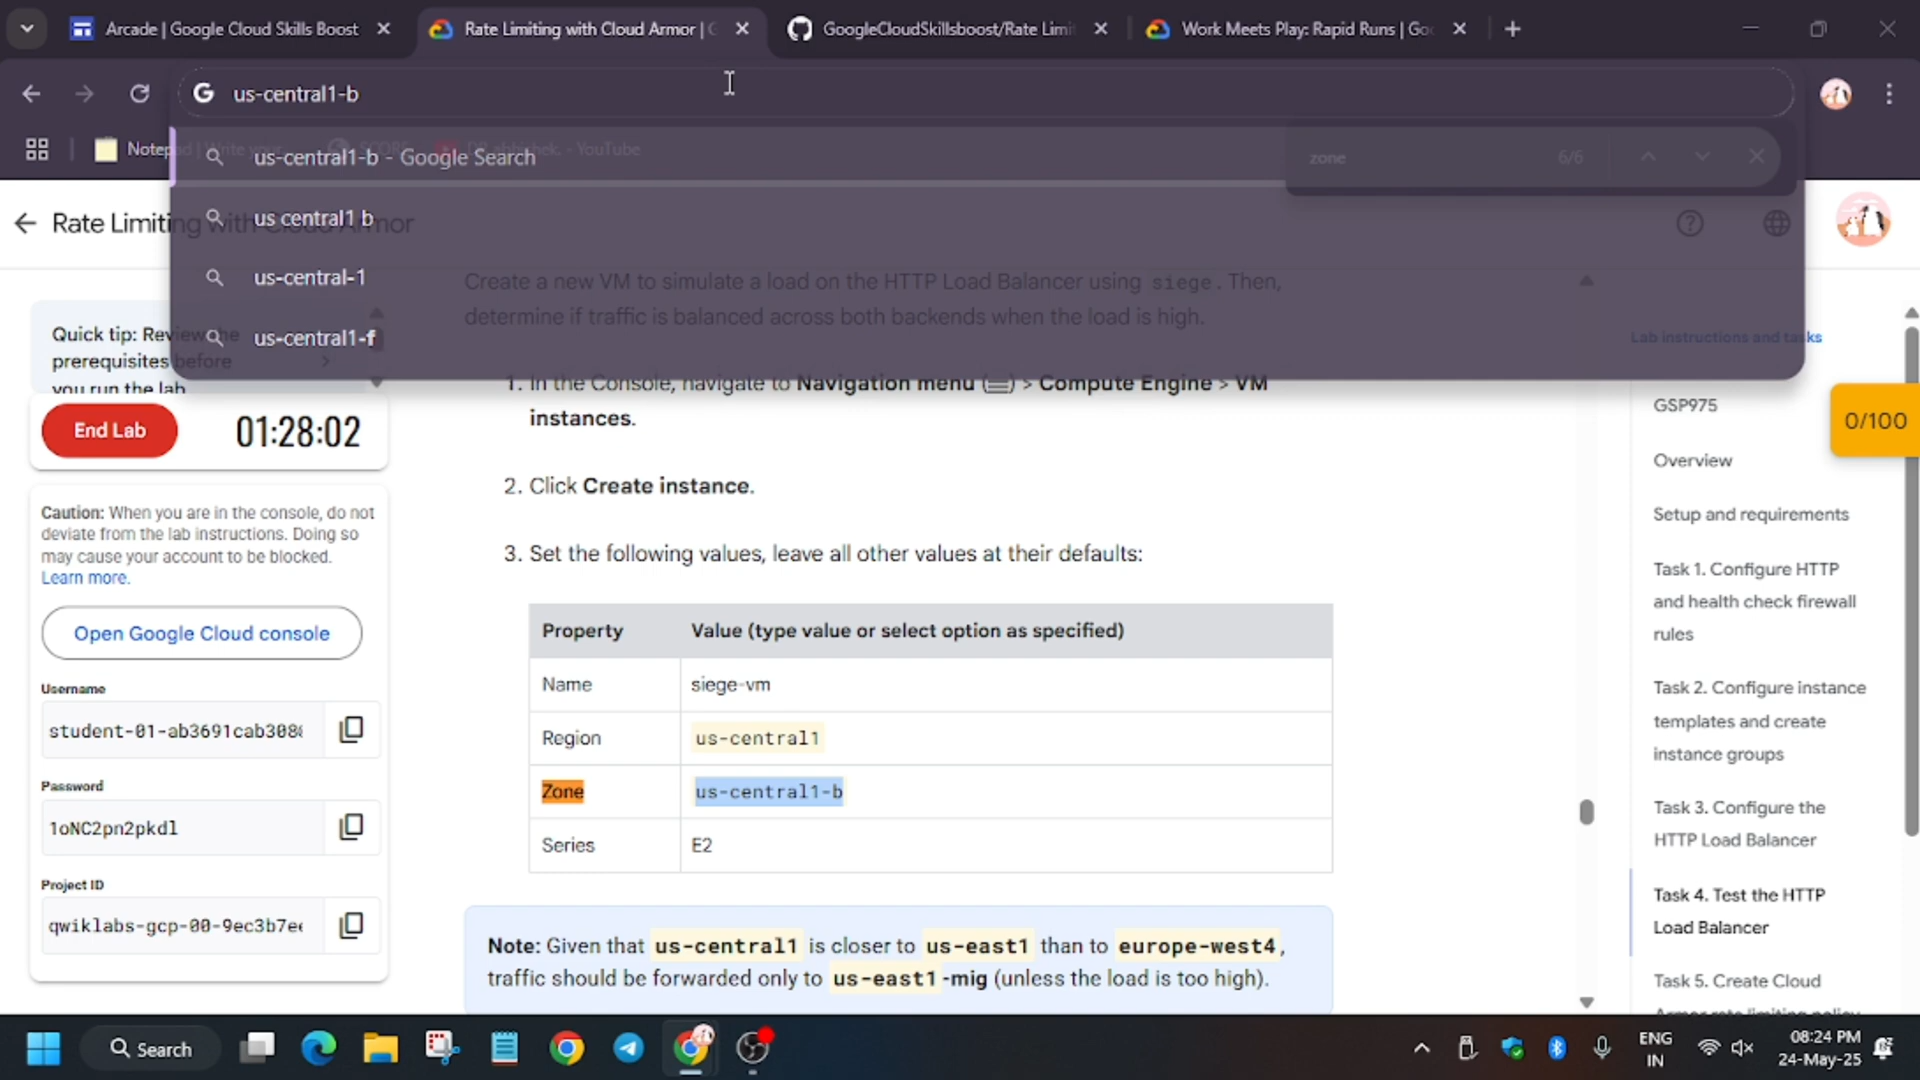 Arcade | Google Cloud Skills Boost
Rate Limiting with Cloud Armor | G
GoogleCloudSkillsboost/Rate Limit
Work Meets Play: Rapid Runs | Goo
us-central1-b
us-central1-b - Google Search
us central1 b
us-central-1
us-central1-f
Notepad | Write your
- YouTube
zone
6/6
Rate Limiting with Cloud Armor
Quick tip: Review the
prerequisites before
you run the lab
End Lab
01:28:02
Caution: When you are in the console, do not
deviate from the lab instructions. Doing so
may cause your account to be blocked.
Learn more.
Open Google Cloud console
Username
student-01-ab3691cab308
Password
1oNC2pn2pkdl
Project ID
qwiklabs-gcp-00-9ec3b7ee
Create a new VM to simulate a load on the HTTP Load Balancer using siege. Then,
determine if traffic is balanced across both backends when the load is high.
1. In the Console, navigate to Navigation menu ( ) > Compute Engine > VM
instances.
2. Click Create instance.
3. Set the following values, leave all other values at their defaults:
Property Value (type value or select option as specified)
Name siege-vm
Region us-central1
Zone us-central1-b
Series E2
Note: Given that us-central1 is closer to us-east1 than to europe-west4,
traffic should be forwarded only to us-east1-mig (unless the load is too high).
Lab instructions and tasks
GSP975
0/100
Overview
Setup and requirements
Task 1. Configure HTTP
and health check firewall
rules
Task 2. Configure instance
templates and create
instance groups
Task 3. Configure the
HTTP Load Balancer
Task 4. Test the HTTP
Load Balancer
Task 5. Create Cloud
Armor rate limiting policy
Search
ENG
IN
08:24 PM
24-May-25